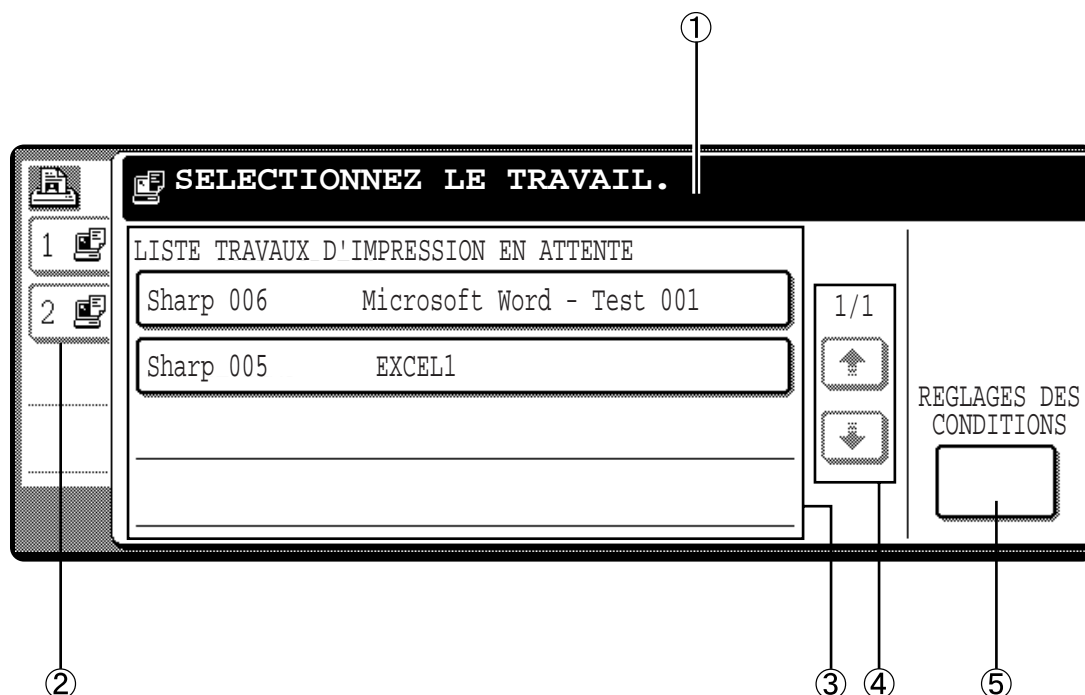 ①
SELECTIONNEZ LE TRAVAIL.
1
2
LISTE TRAVAUX D'IMPRESSION EN ATTENTE
Sharp 006 Microsoft Word - Test 001
Sharp 005 EXCEL1
1/1
REGLAGES DES
CONDITIONS
② ③ ④ ⑤